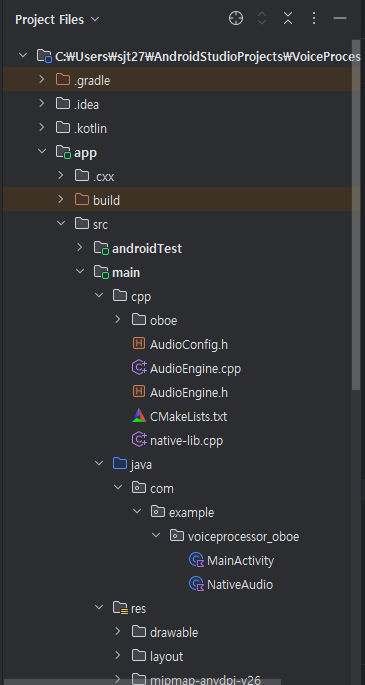 Project Files
C:₩Users₩sjt27₩AndroidStudioProjects₩VoiceProces
.gradle
.idea
.kotlin
app
.cxx
build
src
androidTest
main
cpp
oboe
AudioConfig.h
AudioEngine.cpp
AudioEngine.h
CMakeLists.txt
native-lib.cpp
java
com
example
voiceprocessor_oboe
MainActivity
NativeAudio
res
drawable
layout
mipmap-anydpi-v26